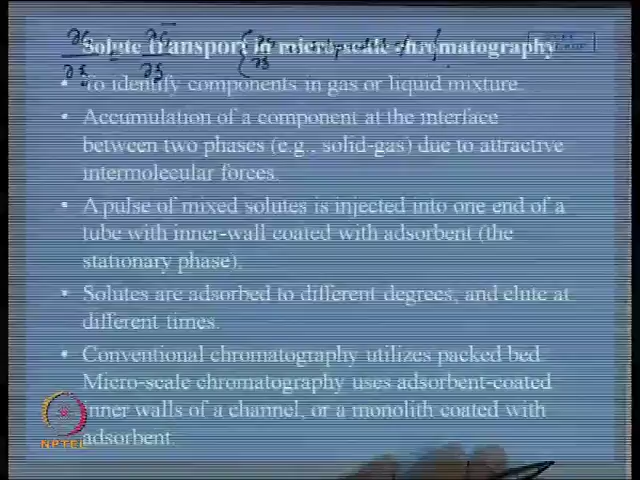 Solute Transport in micro-scale chromatography
• To identify components in gas or liquid mixture.
• Accumulation of a component at the interface
between two phases (e.g., solid-gas) due to attractive
intermolecular forces.
• A pulse of mixed solutes is injected into one end of a
tube with inner-wall coated with adsorbent (the
stationary phase).
• Solutes are adsorbed to different degrees, and elute at
different times.
• Conventional chromatography utilizes packed bed.
Micro-scale chromatography uses adsorbent-coated
inner walls of a channel, or a monolith coated with
adsorbent.
NPTEL